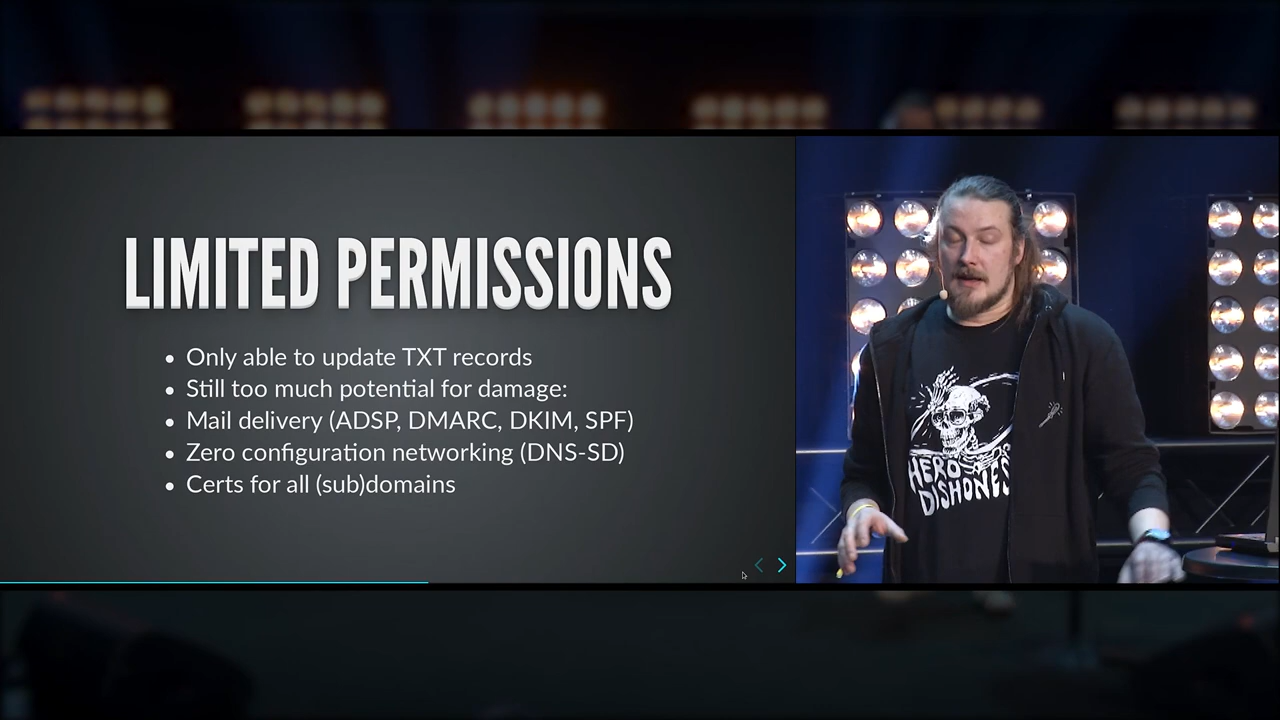 LIMITED PERMISSIONS
Only able to update TXT records
Still too much potential for damage:
Mail delivery (ADSP, DMARC, DKIM, SPF)
Zero configuration networking (DNS-SD)
Certs for all (sub)domains
HERO
DISHONES